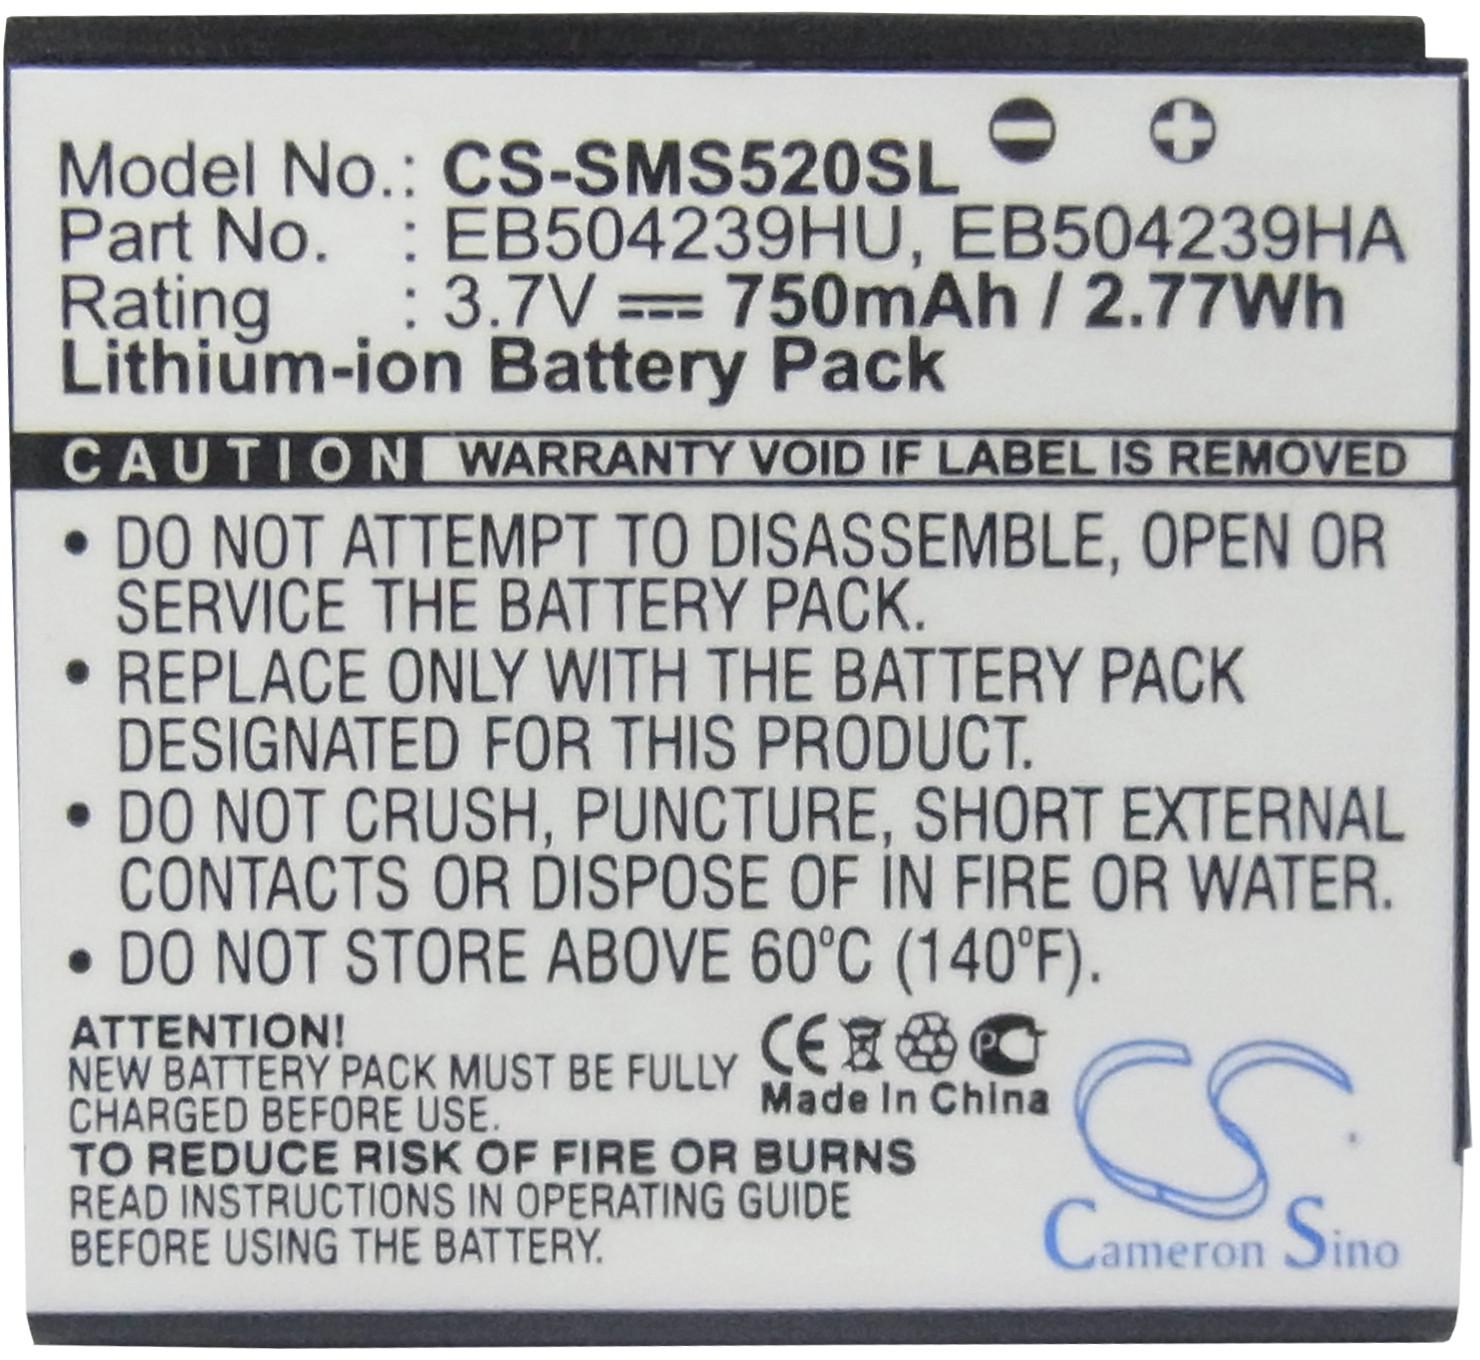 Model No.: CS-SMS520SL
Part No. : EB504239HU, EB504239HA
Rating : 3.7V 750mAh / 2.77Wh
Lithium-ion Battery Pack
CAUTION WARRANTY VOID IF LABEL IS REMOVED
• DO NOT ATTEMPT TO DISASSEMBLE, OPEN OR
SERVICE THE BATTERY PACK.
• REPLACE ONLY WITH THE BATTERY PACK
DESIGNATED FOR THIS PRODUCT.
• DO NOT CRUSH, PUNCTURE, SHORT EXTERNAL
CONTACTS OR DISPOSE OF IN FIRE OR WATER.
• DO NOT STORE ABOVE 60°C (140°F).
ATTENTION!
NEW BATTERY PACK MUST BE FULLY
CHARGED BEFORE USE.
TO REDUCE RISK OF FIRE OR BURNS
READ INSTRUCTIONS IN OPERATING GUIDE
BEFORE USING THE BATTERY.
CE PC
Made In China
CS
Cameron Sino